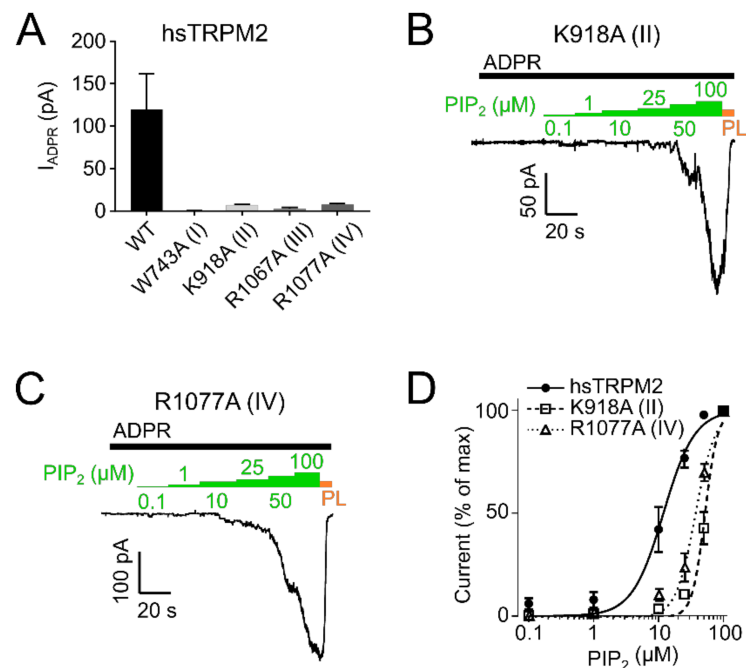 A
hsTRPM2
I_ADPR (pA)
200
150
100
50
0
WT
W743A (I)
K918A (II)
R1067A (III)
R1077A (IV)
B
K918A (II)
ADPR
PIP₂ (µM)
0.1
1
10
25
50
100
PL
50 pA
20 s
C
R1077A (IV)
ADPR
PIP₂ (µM)
0.1
1
10
25
50
100
PL
100 pA
20 s
D
hsTRPM2
K918A (II)
R1077A (IV)
Current (% of max)
100
50
0
0.1
1
10
100
PIP₂ (µM)